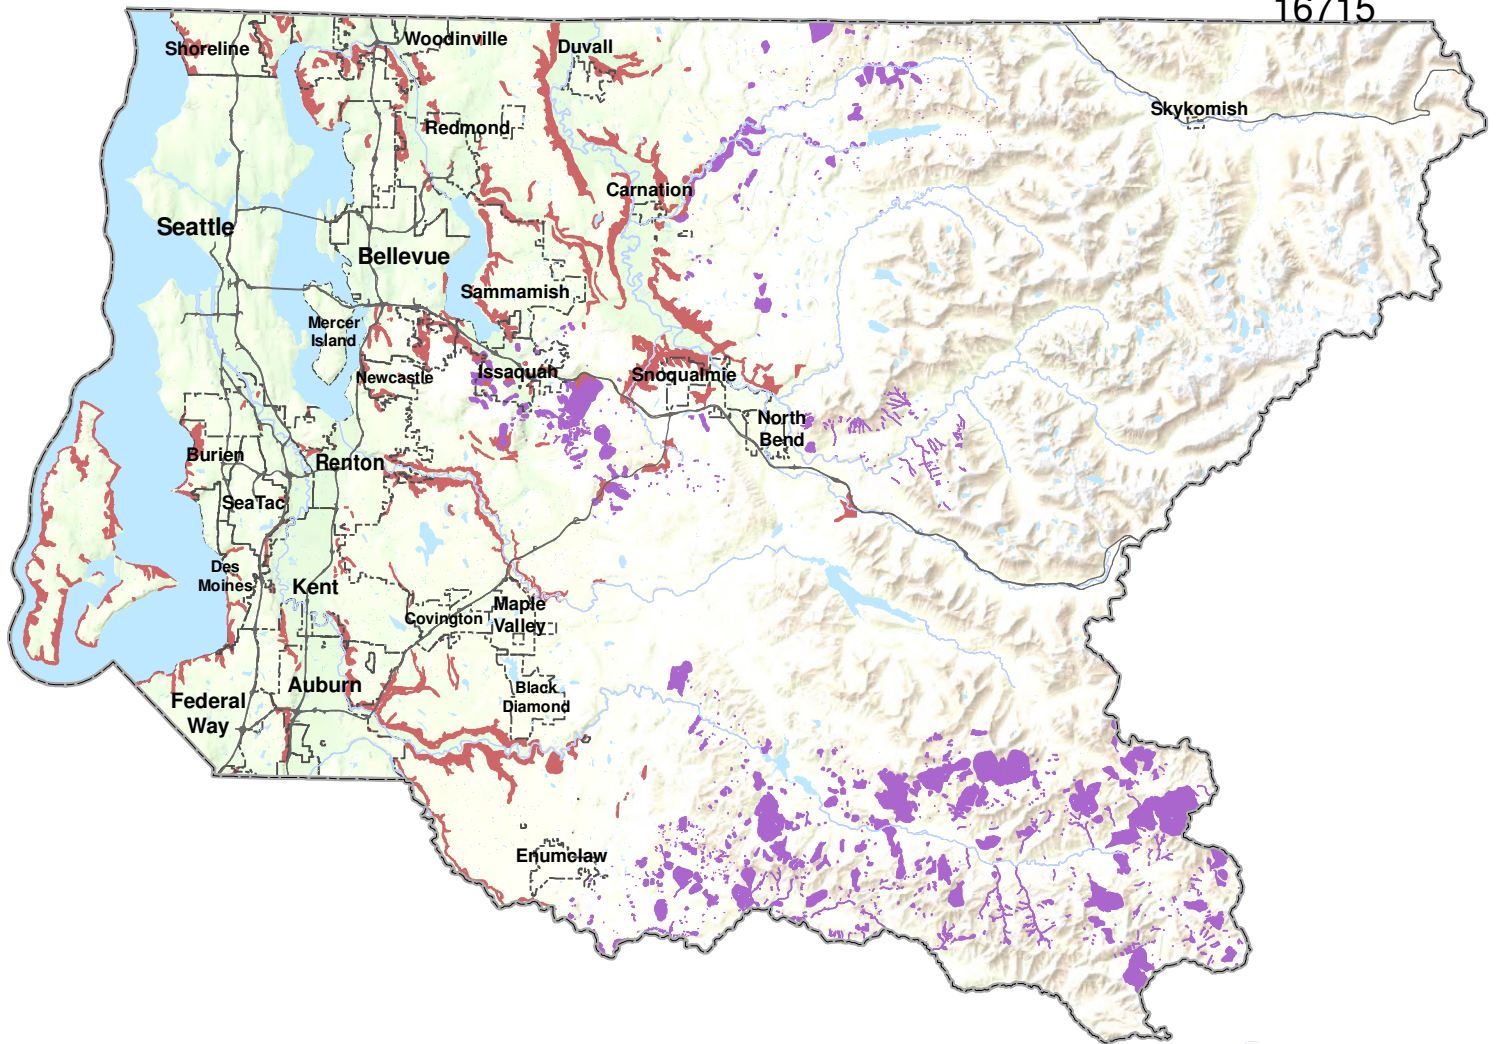 16715
Shoreline
Woodinville
Duvall
Skykomish
Redmond
Carnation
Seattle
Bellevue
Sammamish
Mercer
Island
Newcastle
Issaquah
Snoqualmie
North
Bend
Burien
Renton
SeaTac
Des
Moines
Kent
Covington
Maple
Valley
Federal
Way
Auburn
Black
Diamond
Enumclaw